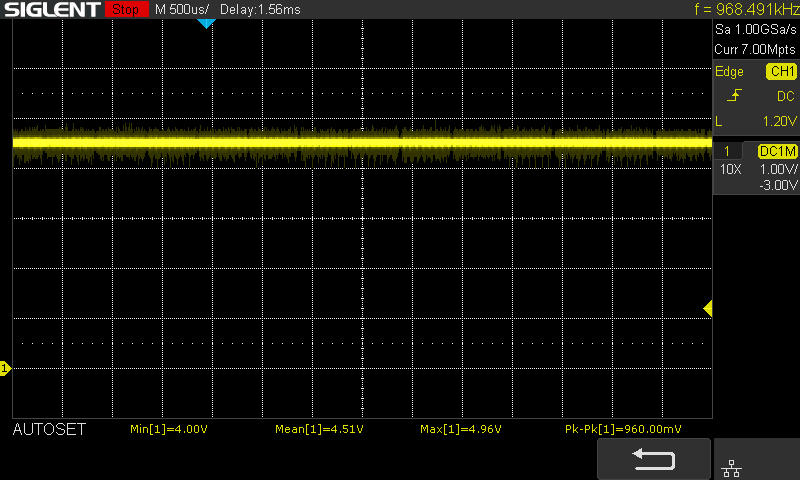 SIGLENT Stop M 500us/ Delay:1.56ms f = 968.491kHz
Sa 1.00GSa/s
Curr 7.00Mpts
Edge CH1
DC
L 1.20V
1 DC1M
10X 1.00V/
-3.00V
1
AUTOSET Min[1]=4.00V Mean[1]=4.51V Max[1]=4.96V Pk-Pk[1]=960.00mV